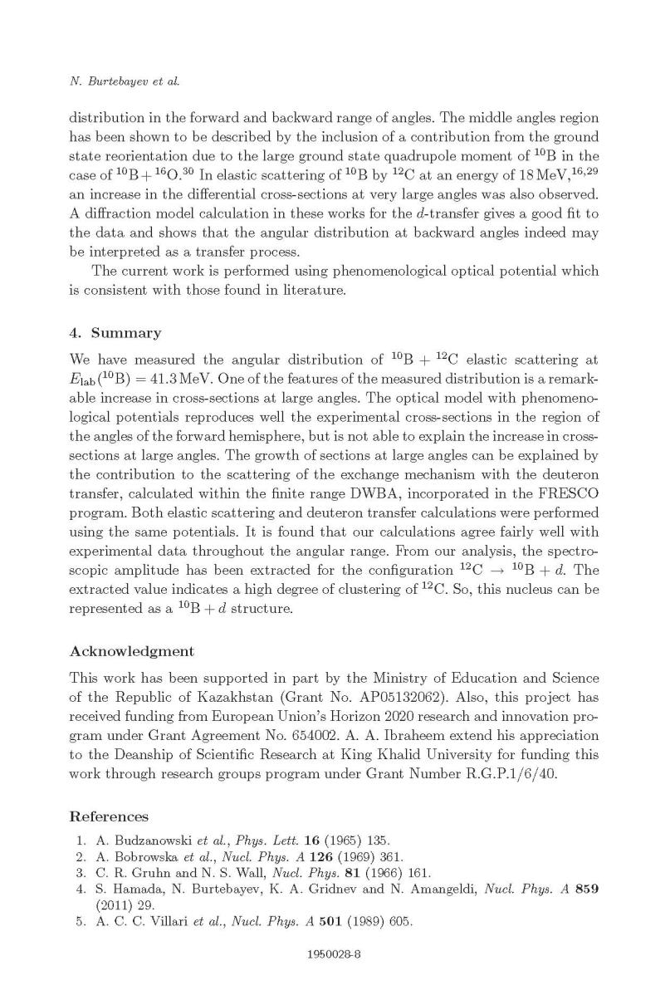 N. Burtebayev et al.
distribution in the forward and backward range of angles. The middle angles region
has been shown to be described by the inclusion of a contribution from the ground
state reorientation due to the large ground state quadrupole moment of ¹⁰B in the
case of ¹⁰B + ¹⁶O.³⁰ In elastic scattering of ¹⁰B by ¹²C at an energy of 18 MeV,¹⁶,²⁹
an increase in the differential cross-sections at very large angles was also observed.
A diffraction model calculation in these works for the d-transfer gives a good fit to
the data and shows that the angular distribution at backward angles indeed may
be interpreted as a transfer process.
The current work is performed using phenomenological optical potential which
is consistent with those found in literature.
4. Summary
We have measured the angular distribution of ¹⁰B + ¹²C elastic scattering at
E_lab(¹⁰B) = 41.3 MeV. One of the features of the measured distribution is a remark-
able increase in cross-sections at large angles. The optical model with phenomeno-
logical potentials reproduces well the experimental cross-sections in the region of
the angles of the forward hemisphere, but is not able to explain the increase in cross-
sections at large angles. The growth of sections at large angles can be explained by
the contribution to the scattering of the exchange mechanism with the deuteron
transfer, calculated within the finite range DWBA, incorporated in the FRESCO
program. Both elastic scattering and deuteron transfer calculations were performed
using the same potentials. It is found that our calculations agree fairly well with
experimental data throughout the angular range. From our analysis, the spectro-
scopic amplitude has been extracted for the configuration ¹²C → ¹⁰B + d. The
extracted value indicates a high degree of clustering of ¹²C. So, this nucleus can be
represented as a ¹⁰B + d structure.
Acknowledgment
This work has been supported in part by the Ministry of Education and Science
of the Republic of Kazakhstan (Grant No. AP05132062). Also, this project has
received funding from European Union's Horizon 2020 research and innovation pro-
gram under Grant Agreement No. 654002. A. A. Ibraheem extend his appreciation
to the Deanship of Scientific Research at King Khalid University for funding this
work through research groups program under Grant Number R.G.P.1/6/40.
References
1. A. Budzanowski et al., Phys. Lett. 16 (1965) 135.
2. A. Bobrowska et al., Nucl. Phys. A 126 (1969) 361.
3. C. R. Gruhn and N. S. Wall, Nucl. Phys. 81 (1966) 161.
4. S. Hamada, N. Burtebayev, K. A. Gridnev and N. Amangeldi, Nucl. Phys. A 859
(2011) 29.
5. A. C. C. Villari et al., Nucl. Phys. A 501 (1989) 605.
1950028-8